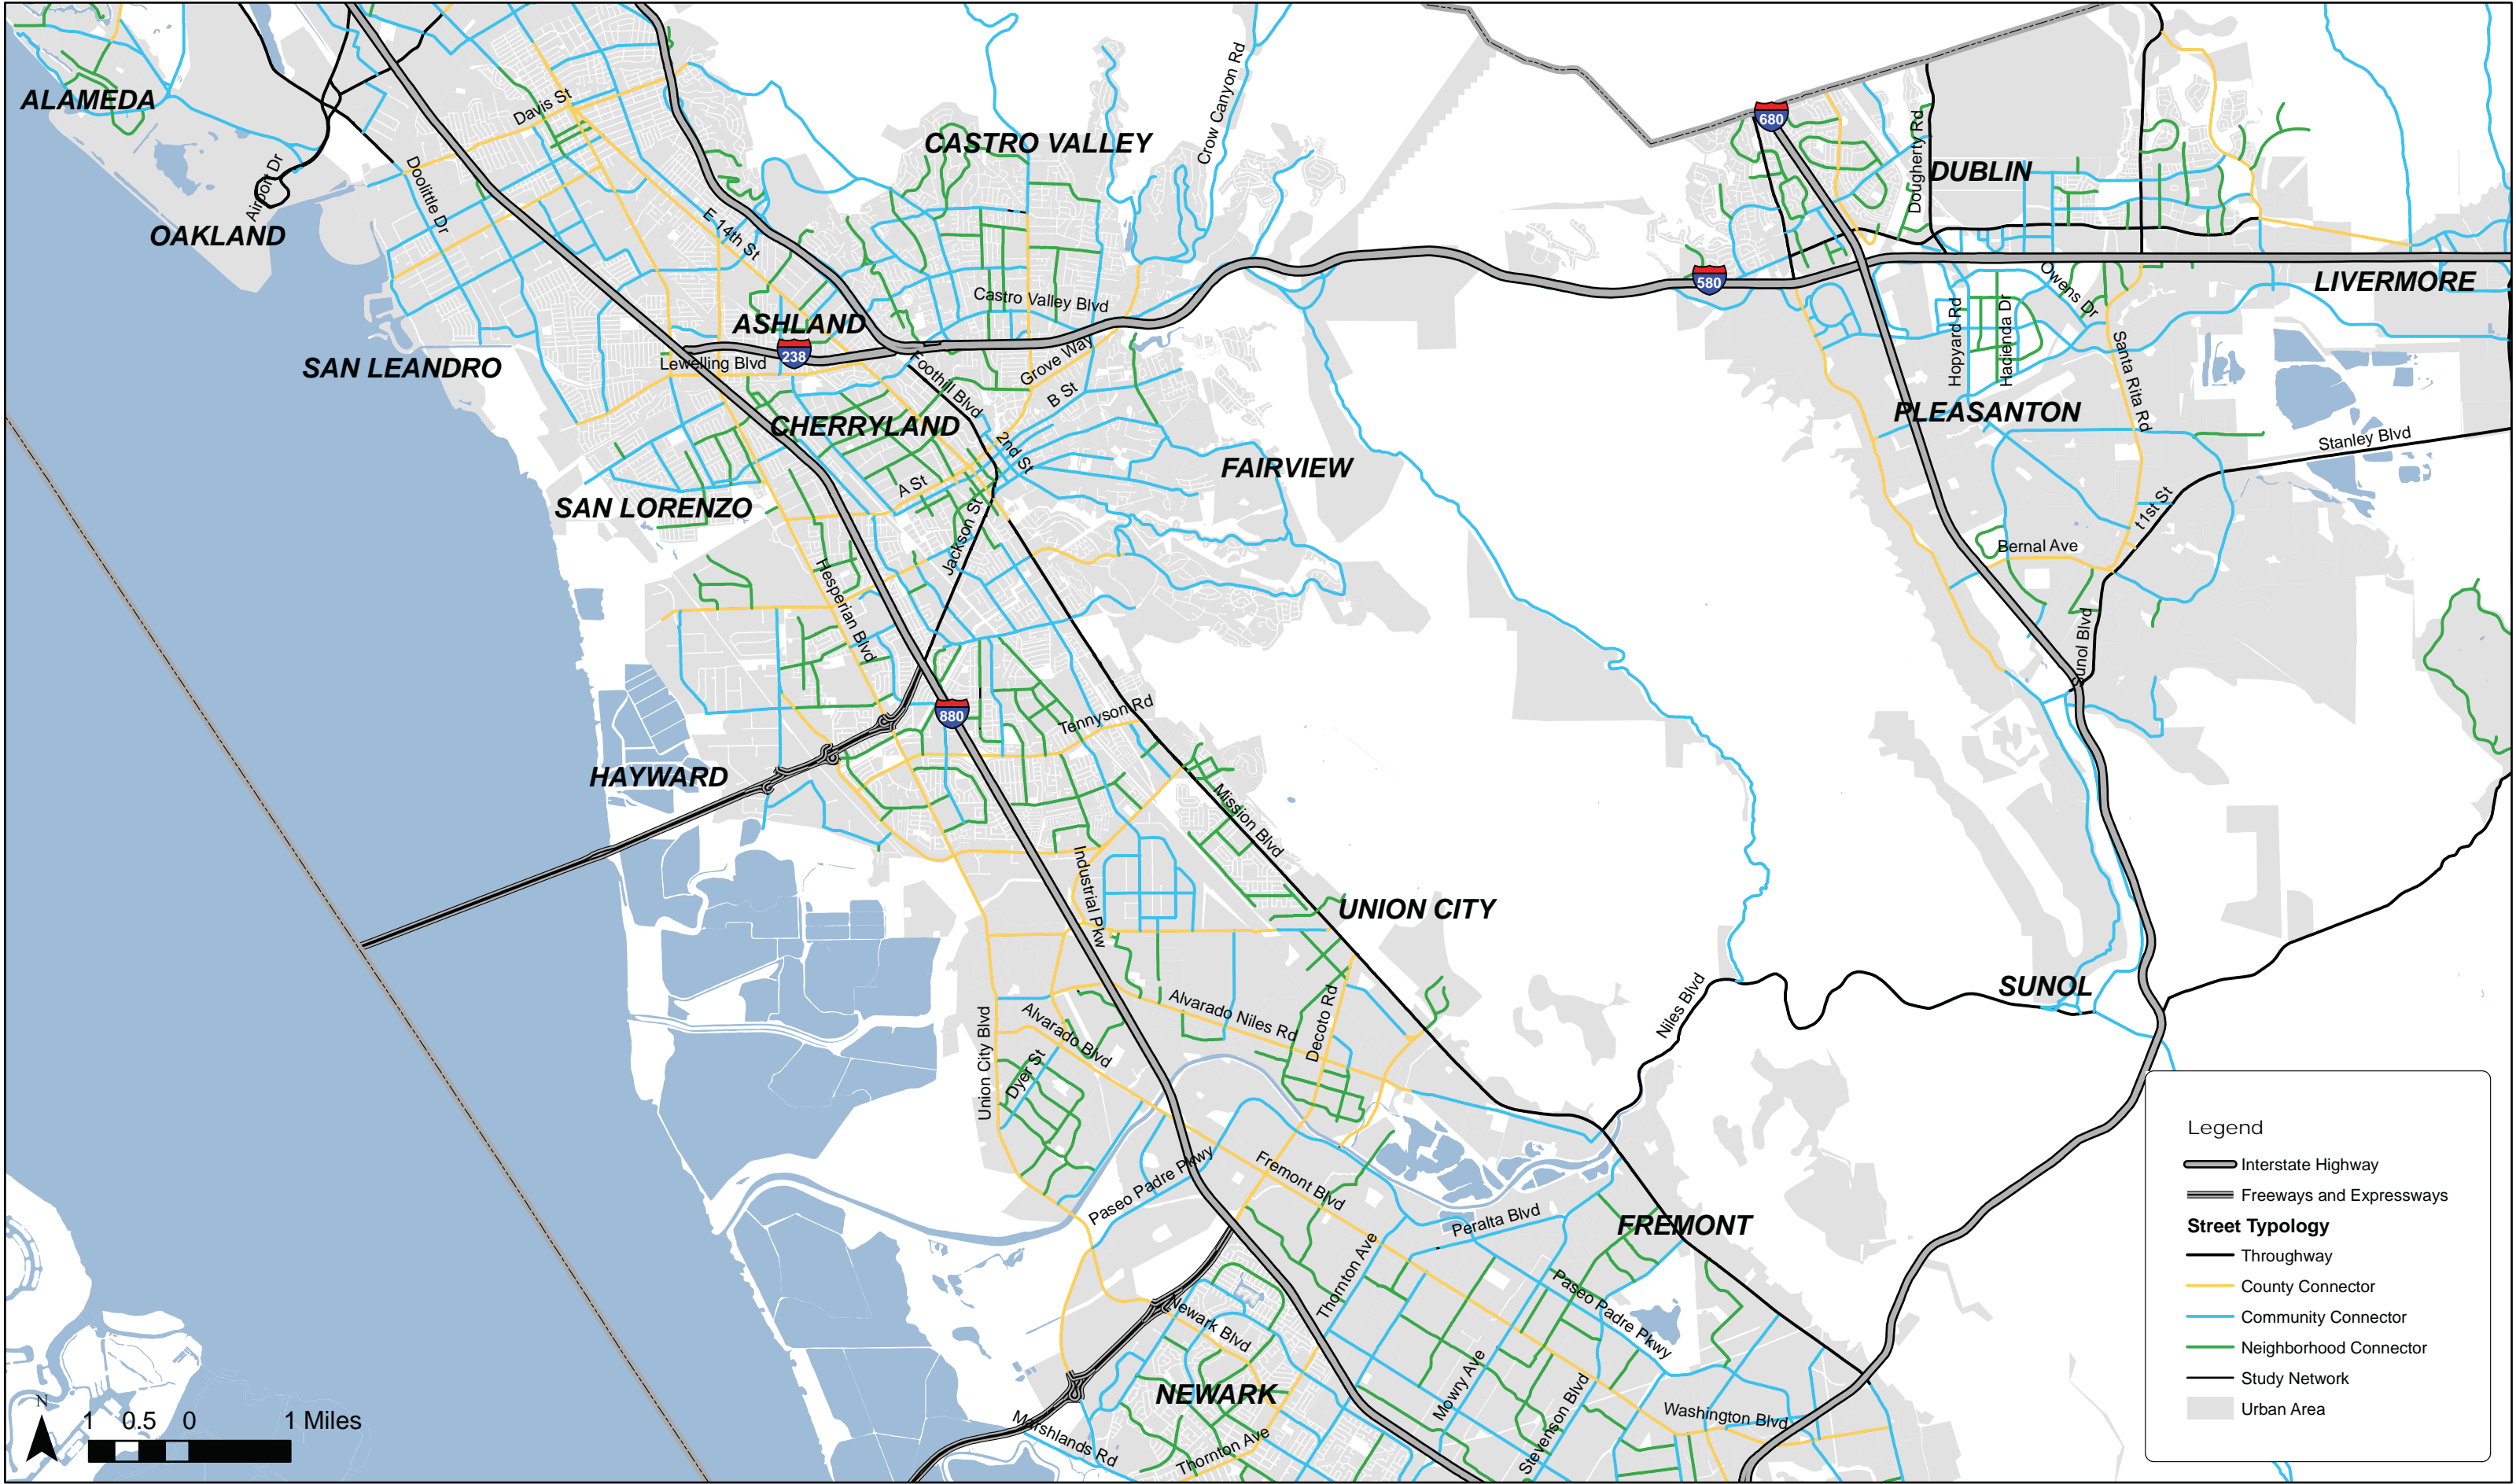 ALAMEDA
Davis St
CASTRO VALLEY
Crow Canyon Rd
680
Dougherty Rd
DUBLIN
Airport Dr
Doolittle Dr
OAKLAND
E 14th St
580
LIVERMORE
Owens Dr
Castro Valley Blvd
Hopyard Rd
Hacienda Dr
ASHLAND
238
Lewelling Blvd
SAN LEANDRO
Foothill Blvd
Grove Way
B St
Santa Rita Rd
CHERRYLAND
PLEASANTON
2nd St
Stanley Blvd
FAIRVIEW
A St
SAN LORENZO
Jackson St
t1st St
Bernal Ave
Hesperian Blvd
Sunol Blvd
880
Tennyson Rd
HAYWARD
Mission Blvd
Industrial Pkw
UNION CITY
SUNOL
Niles Blvd
Alvarado Niles Rd
Decoto Rd
Union City Blvd
Alvarado Blvd
Dyer St
Paseo Padre Pkwy
Fremont Blvd
Peralta Blvd
FREMONT
Thornton Ave
Paseo Padre Pkwy
Newark Blvd
NEWARK
Mowry Ave
Stevenson Blvd
Washington Blvd
Marshlands Rd
Thornton Ave
N
1 0.5 0 1 Miles
Legend
Interstate Highway
Freeways and Expressways
Street Typology
Throughway
County Connector
Community Connector
Neighborhood Connector
Study Network
Urban Area